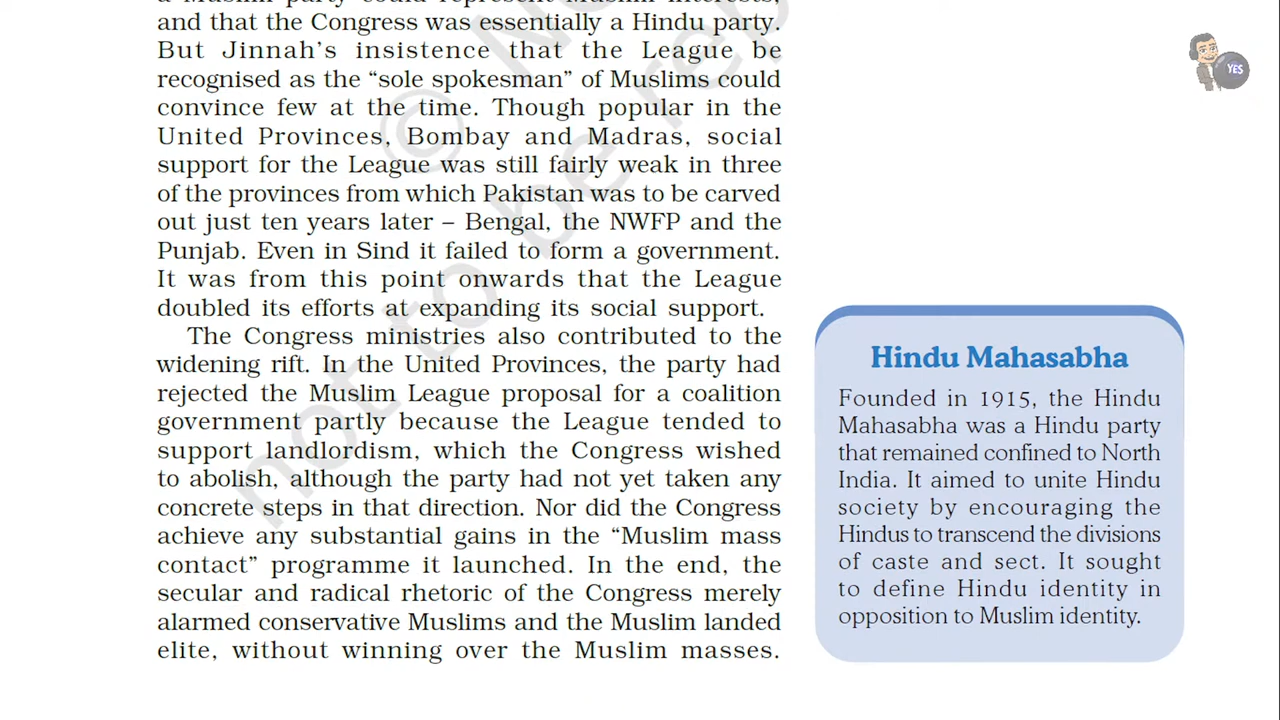 a Muslim party could represent Muslim interests,
and that the Congress was essentially a Hindu party.
But Jinnah's insistence that the League be
recognised as the “sole spokesman” of Muslims could
convince few at the time. Though popular in the
United Provinces, Bombay and Madras, social
support for the League was still fairly weak in three
of the provinces from which Pakistan was to be carved
out just ten years later – Bengal, the NWFP and the
Punjab. Even in Sind it failed to form a government.
It was from this point onwards that the League
doubled its efforts at expanding its social support.
The Congress ministries also contributed to the
widening rift. In the United Provinces, the party had
rejected the Muslim League proposal for a coalition
government partly because the League tended to
support landlordism, which the Congress wished
to abolish, although the party had not yet taken any
concrete steps in that direction. Nor did the Congress
achieve any substantial gains in the “Muslim mass
contact” programme it launched. In the end, the
secular and radical rhetoric of the Congress merely
alarmed conservative Muslims and the Muslim landed
elite, without winning over the Muslim masses.
Hindu Mahasabha
Founded in 1915, the Hindu
Mahasabha was a Hindu party
that remained confined to North
India. It aimed to unite Hindu
society by encouraging the
Hindus to transcend the divisions
of caste and sect. It sought
to define Hindu identity in
opposition to Muslim identity.
YES
© No
not to be rep